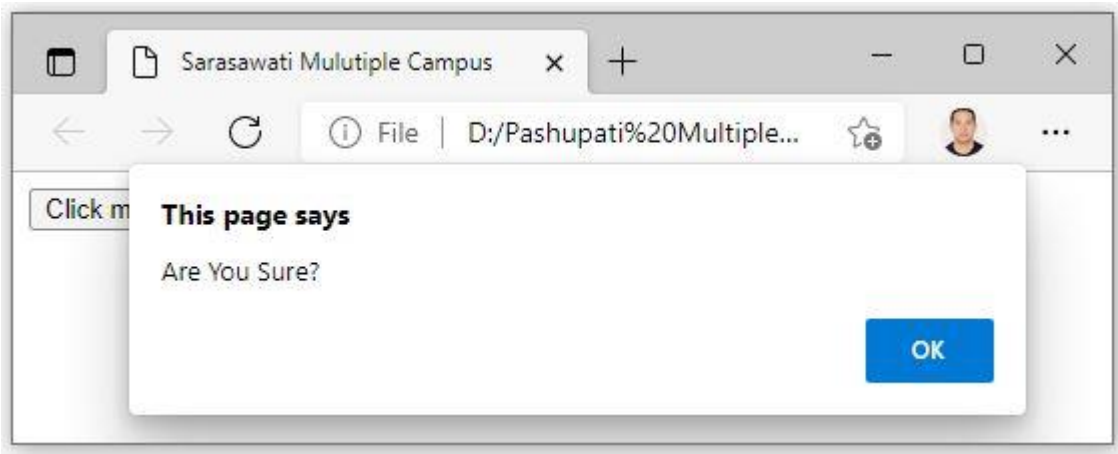 Sarasawati Mulutiple Campus
File | D:/Pashupati%20Multiple...
Click m
This page says
Are You Sure?
OK